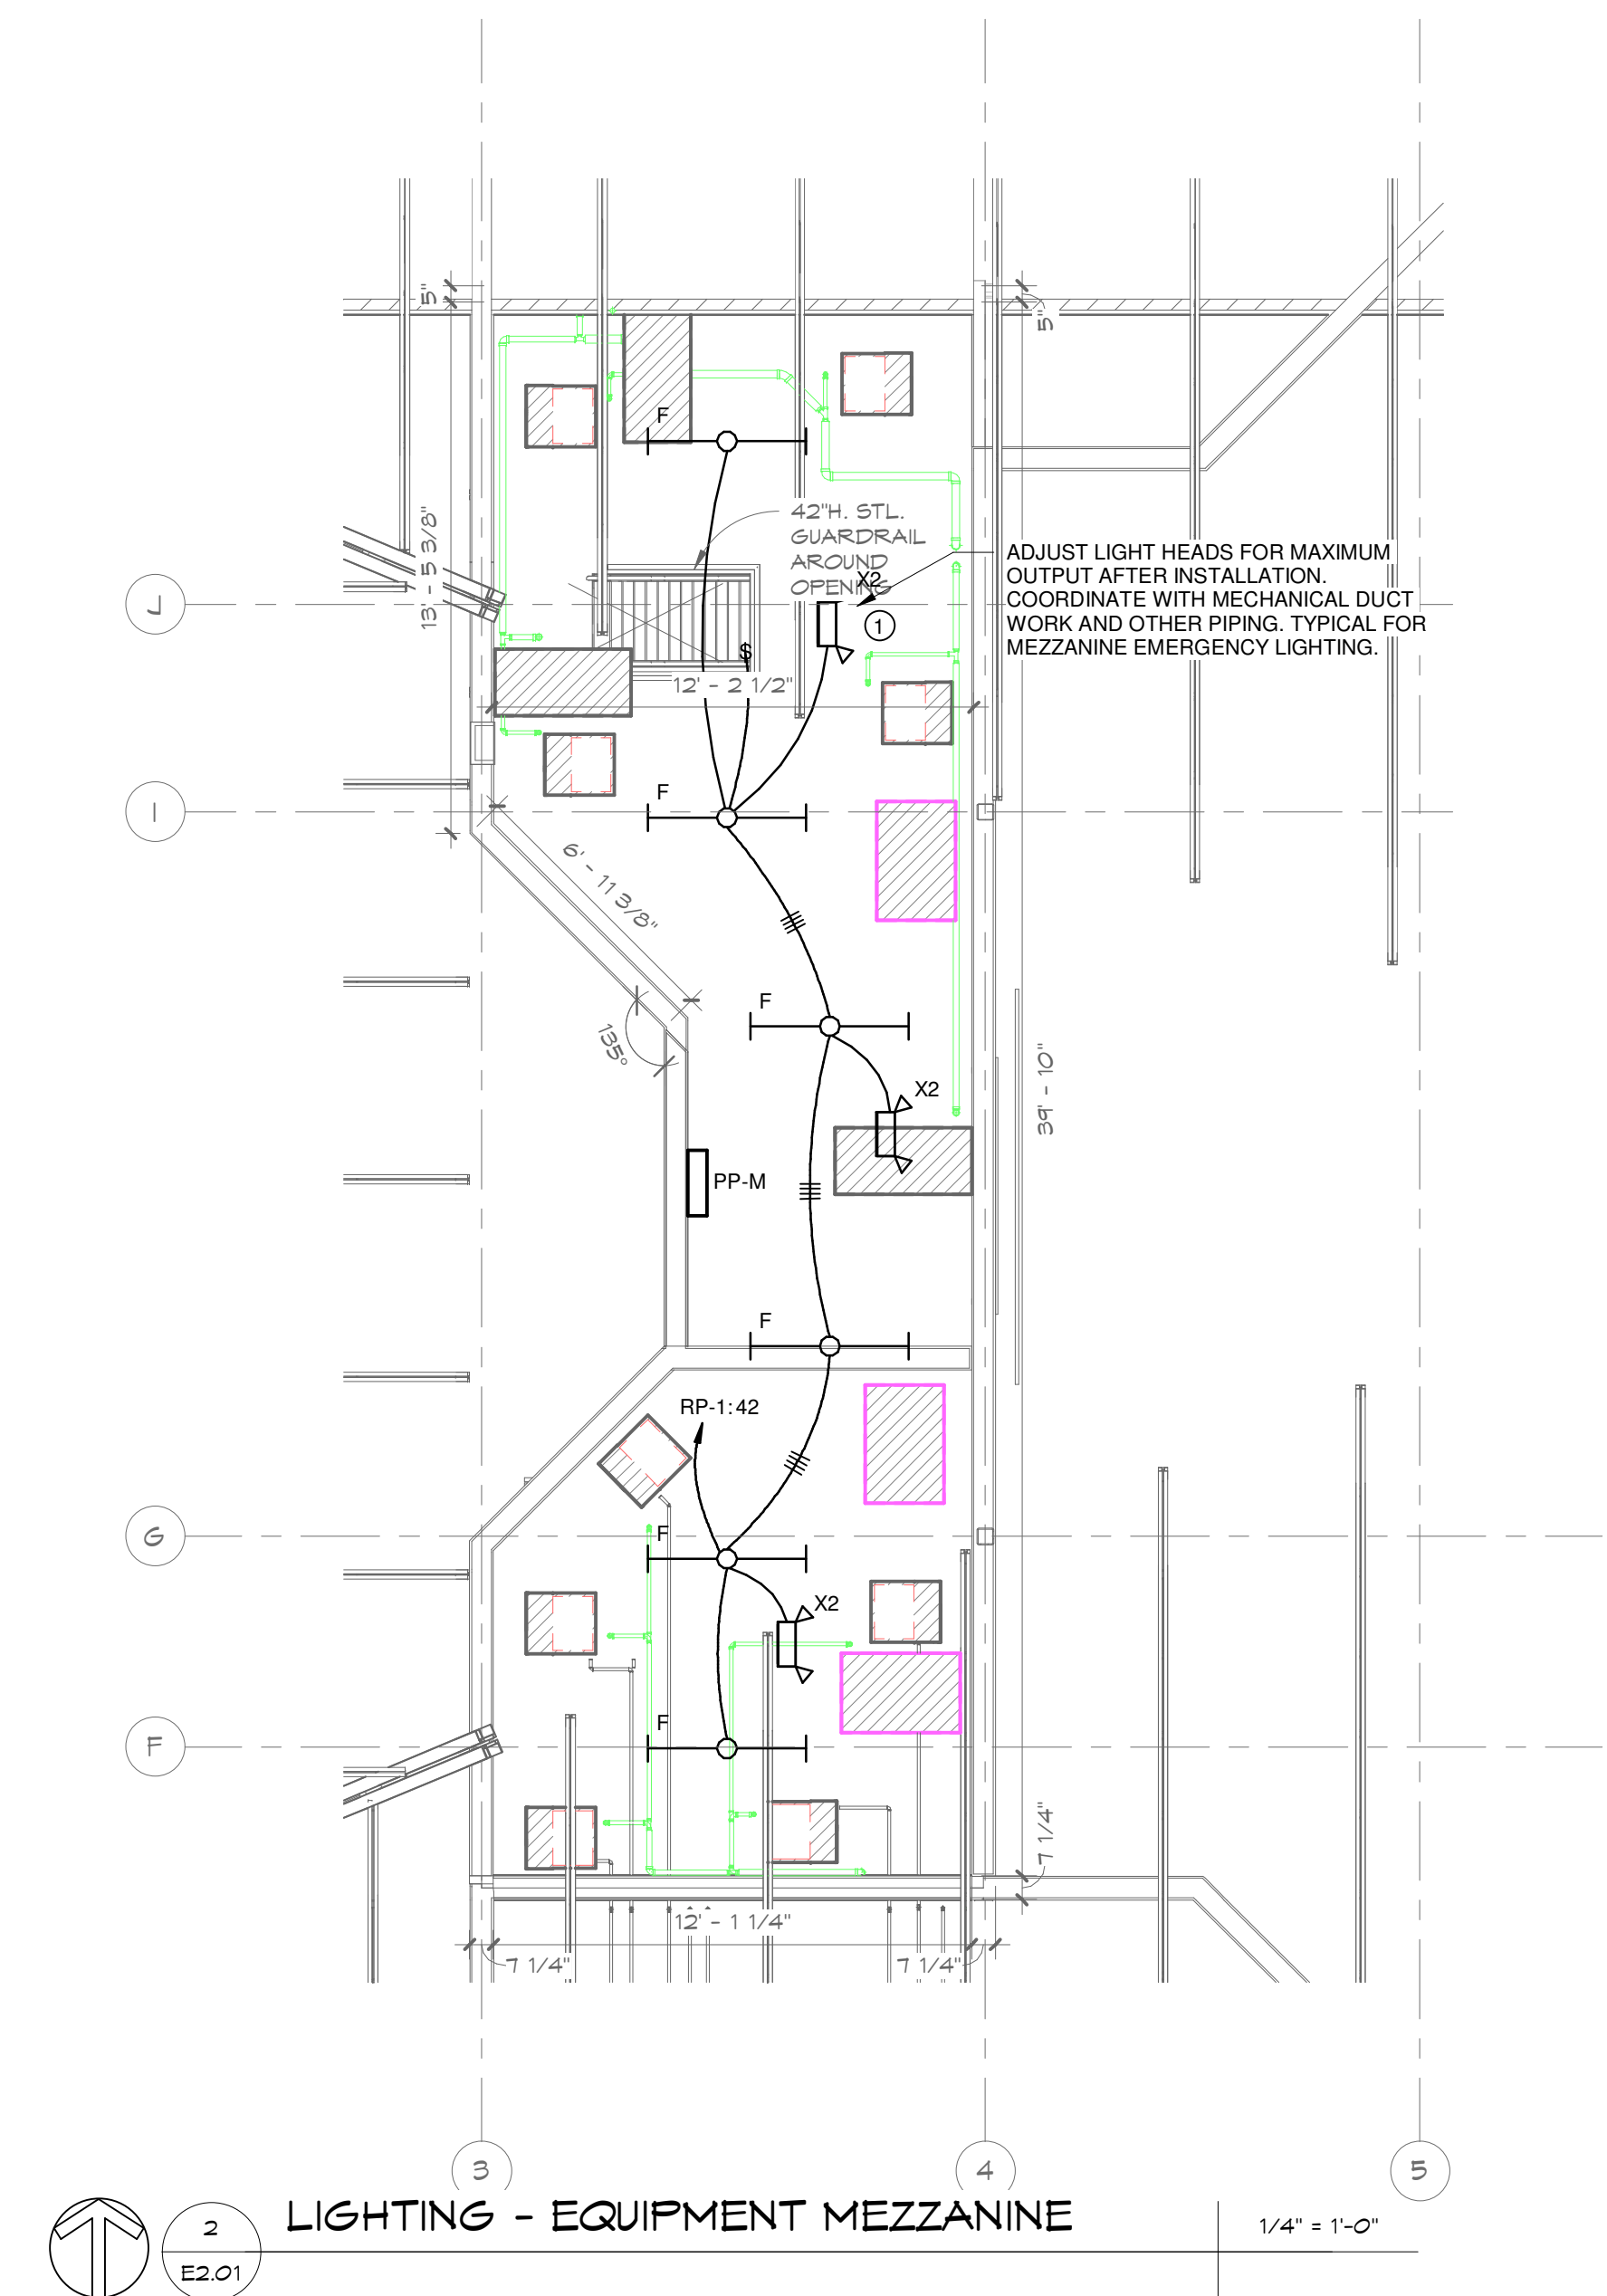 5"
5"
F
13' - 5 3/8"
42"H. STL.
GUARDRAIL
AROUND
OPENING
X2
1
ADJUST LIGHT HEADS FOR MAXIMUM
OUTPUT AFTER INSTALLATION.
COORDINATE WITH MECHANICAL DUCT
WORK AND OTHER PIPING. TYPICAL FOR
MEZZANINE EMERGENCY LIGHTING.
L
$
12' - 2 1/2"
F
I
6' - 11 3/8"
F
135°
39' - 10"
X2
PP-M
F
RP-1:42
G
F
X2
F
F
7 1/4"
12' - 1 1/4"
7 1/4"
7 1/4"
3
4
5
2
E2.01
LIGHTING - EQUIPMENT MEZZANINE
1/4" = 1'-0"